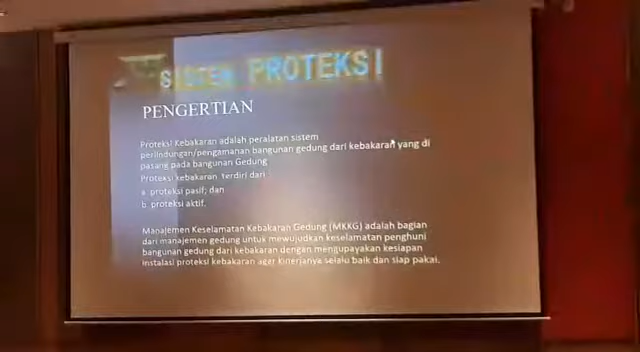 SISTEM PROTEKSI
PENGERTIAN
Proteksi Kebakaran adalah peralatan sistem
perlindungan/pengamanan bangunan gedung dari kebakaran yang di
pasang pada bangunan Gedung
Proteksi kebakaran terdiri dari
a. proteksi pasif; dan
b. proteksi aktif.
Manajemen Keselamatan Kebakaran Gedung (MKKG) adalah bagian
dari manajemen gedung untuk mewujudkan keselamatan penghuni
bangunan gedung dari kebakaran dengan mengupayakan kesiapan
instalasi proteksi kebakaran agar kinerjanya selalu baik dan siap pakai.